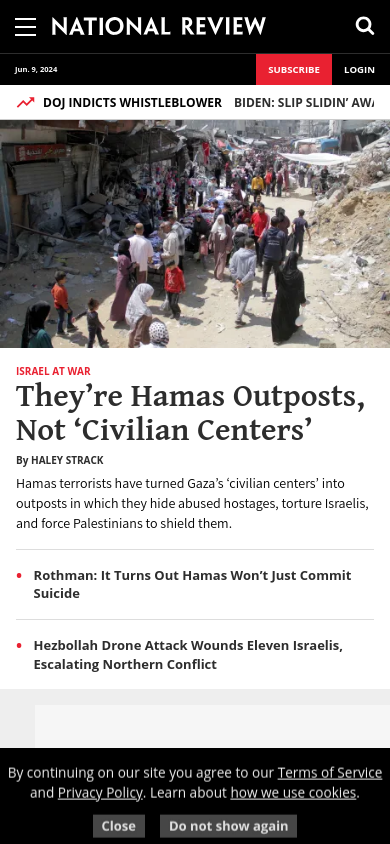 NATIONAL REVIEW
Jun. 9, 2024
SUBSCRIBE
LOGIN
DOJ INDICTS WHISTLEBLOWER BIDEN: SLIP SLIDIN’ AWA
ISRAEL AT WAR
They’re Hamas Outposts,
Not ‘Civilian Centers’
By HALEY STRACK
Hamas terrorists have turned Gaza’s ‘civilian centers’ into
outposts in which they hide abused hostages, torture Israelis,
and force Palestinians to shield them.
• Rothman: It Turns Out Hamas Won’t Just Commit
Suicide
• Hezbollah Drone Attack Wounds Eleven Israelis,
Escalating Northern Conflict
By continuing on our site you agree to our Terms of Service
and Privacy Policy. Learn about how we use cookies.
Close
Do not show again